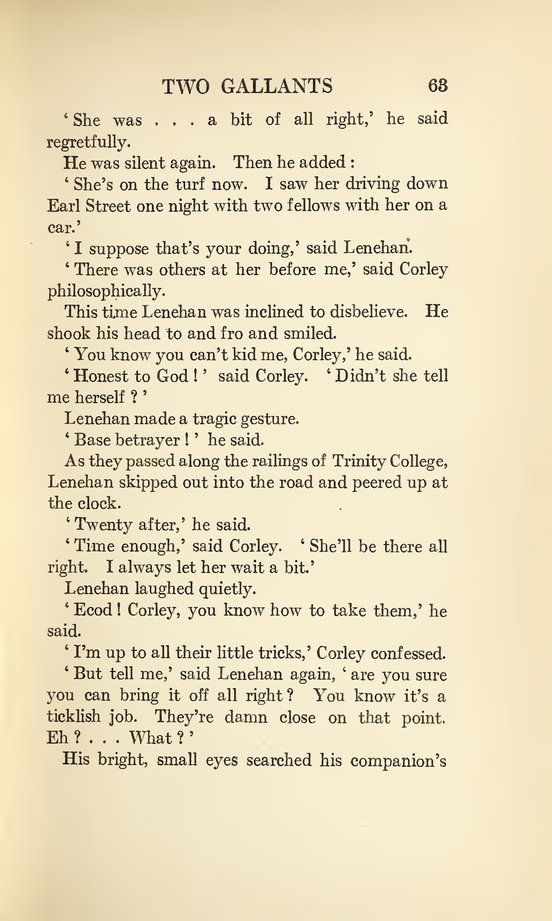 TWO GALLANTS 63
‘ She was . . . a bit of all right,’ he said
regretfully.
He was silent again. Then he added :
‘ She’s on the turf now. I saw her driving down
Earl Street one night with two fellows with her on a
car.’
‘ I suppose that’s your doing,’ said Lenehan.
‘ There was others at her before me,’ said Corley
philosophically.
This time Lenehan was inclined to disbelieve. He
shook his head to and fro and smiled.
‘ You know you can’t kid me, Corley,’ he said.
‘ Honest to God ! ’ said Corley. ‘ Didn’t she tell
me herself ? ’
Lenehan made a tragic gesture.
‘ Base betrayer ! ’ he said.
As they passed along the railings of Trinity College,
Lenehan skipped out into the road and peered up at
the clock.
‘ Twenty after,’ he said.
‘ Time enough,’ said Corley. ‘ She’ll be there all
right. I always let her wait a bit.’
Lenehan laughed quietly.
‘ Ecod ! Corley, you know how to take them,’ he
said.
‘ I’m up to all their little tricks,’ Corley confessed.
‘ But tell me,’ said Lenehan again, ‘ are you sure
you can bring it off all right ? You know it’s a
ticklish job. They’re damn close on that point.
Eh ? . . . What ? ’
His bright, small eyes searched his companion’s